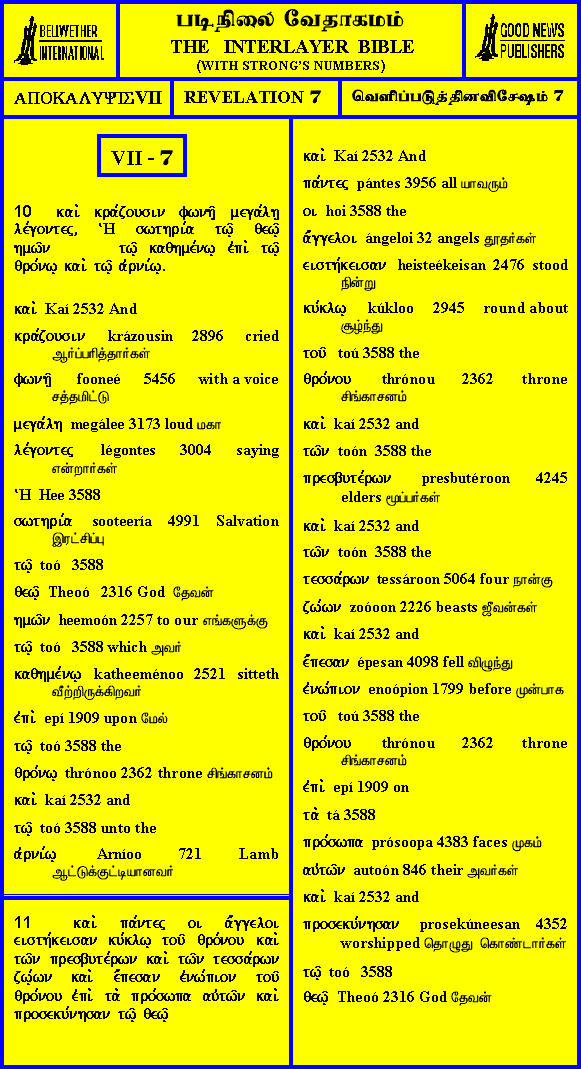 BELLWETHER
INTERNATIONAL
படிநிலை வேதாகமம்
THE INTERLAYER BIBLE
(WITH STRONG'S NUMBERS)
GOOD NEWS
PUBLISHERS
ΑΠΟΚΑΛΥΨΙΣVII
REVELATION 7
வெளிப்படுத்தினவிசேஷம் 7
VII - 7
10 καὶ κράζουσιν φωνῇ μεγάλῃ
λέγοντες, Ἡ σωτηρία τῷ θεῷ
ημῶν τῷ καθημένῳ ἐπὶ τῷ
θρόνῳ καὶ τῷ ἀρνίῳ.
καὶ Kaí 2532 And
κράζουσιν krázousin 2896 cried
ஆர்ப்பரித்தார்கள்
φωνῇ fooneé 5456 with a voice
சத்தமிட்டு
μεγάλῃ megálee 3173 loud மகா
λέγοντες légontes 3004 saying
என்றார்கள்
Ἡ Hee 3588
σωτηρία sooteería 4991 Salvation
இரட்சிப்பு
τῷ toó 3588
θεῷ Theoó 2316 God தேவன்
ημῶν heemoón 2257 to our எங்களுக்கு
τῷ toó 3588 which அவர்
καθημένῳ katheeménoo 2521 sitteth
வீற்றிருக்கிறவர்
ἐπὶ epí 1909 upon மேல்
τῷ toó 3588 the
θρόνῳ thrónoo 2362 throne சிங்காசனம்
καὶ kaí 2532 and
τῷ toó 3588 unto the
ἀρνίῳ Arníoo 721 Lamb
ஆட்டுக்குட்டியானவர்
11 καὶ πάντες οι ἄγγελοι
ειστήκεισαν κύκλῳ τοῦ θρόνου καὶ
τῶν πρεσβυτέρων καὶ τῶν τεσσάρων
ζῴων καὶ ἔπεσαν ἐνώπιον τοῦ
θρόνου ἐπὶ τὰ πρόσωπα αὐτῶν καὶ
προσεκύνησαν τῷ θεῷ
καὶ Kaí 2532 And
πάντες pántes 3956 all யாவரும்
οι hoi 3588 the
ἄγγελοι ángeloi 32 angels தூதர்கள்
ειστήκεισαν heisteékeisan 2476 stood
நின்று
κύκλῳ kúkloo 2945 round about
சூழ்ந்து
τοῦ toú 3588 the
θρόνου thrónou 2362 throne
சிங்காசனம்
καὶ kaí 2532 and
τῶν toón 3588 the
πρεσβυτέρων presbutéroon 4245
elders மூப்பர்கள்
καὶ kaí 2532 and
τῶν toón 3588 the
τεσσάρων tessároon 5064 four நான்கு
ζώων zoóoon 2226 beasts ஜீவன்கள்
καὶ kaí 2532 and
ἔπεσαν épesan 4098 fell விழுந்து
ἐνώπιον enoópion 1799 before முன்பாக
τοῦ toú 3588 the
θρόνου thrónou 2362 throne
சிங்காசனம்
ἐπὶ epí 1909 on
τὰ tá 3588
πρόσωπα prósoopa 4383 faces முகம்
αὐτῶν autoón 846 their அவர்கள்
καὶ kaí 2532 and
προσεκύνησαν prosekúneesan 4352
worshipped தொழுது கொண்டார்கள்
τῷ toó 3588
θεῷ Theoó 2316 God தேவன்